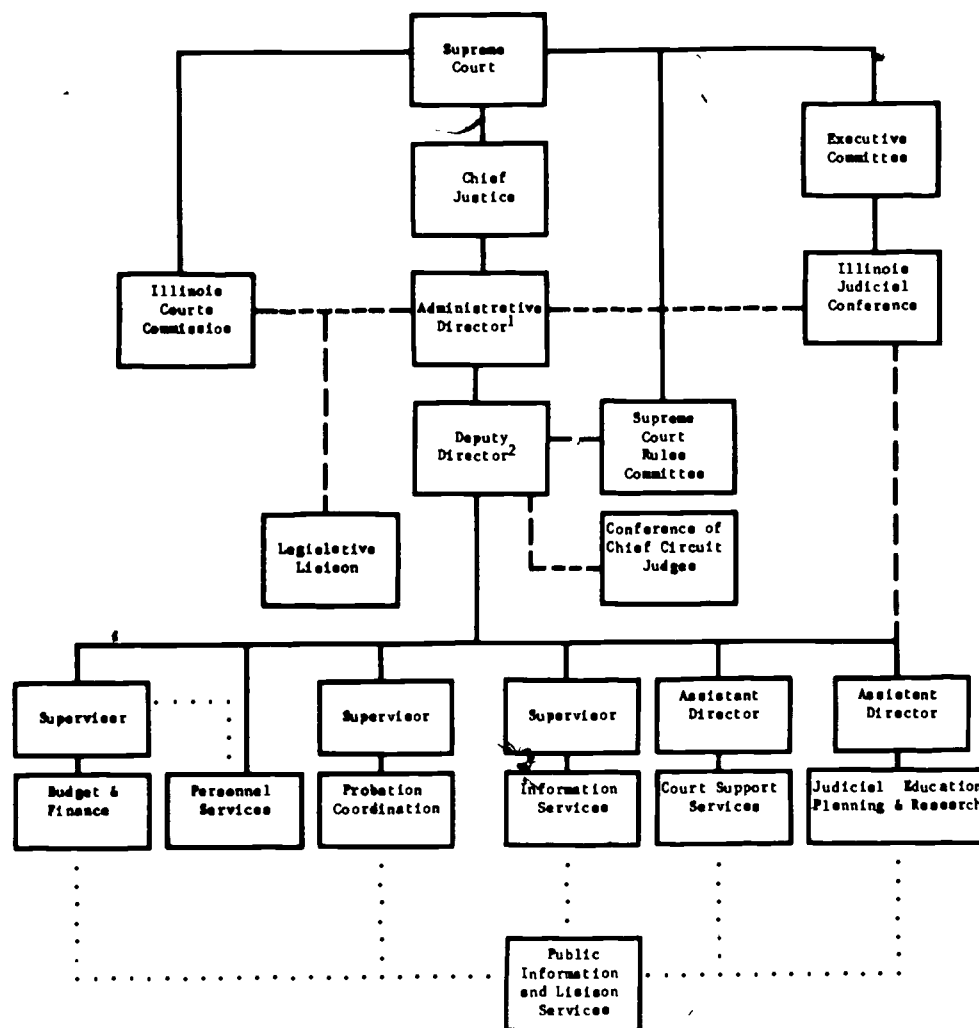 Supreme
Court
Executive
Committee
Chief
Justice
Illinois
Courts
Commission
Administrative
Director1
Illinois
Judicial
Conference
Deputy
Director2
Supreme
Court
Rules
Committee
Legislative
Liaison
Conference of
Chief Circuit
Judges
Supervisor
Supervisor
Supervisor
Assistant
Director
Assistant
Director
Budget &
Finance
Personnel
Services
Probation
Coordination
Information
Services
Court Support
Services
Judicial Education
Planning & Research
Public
Information
and Liaison
Services